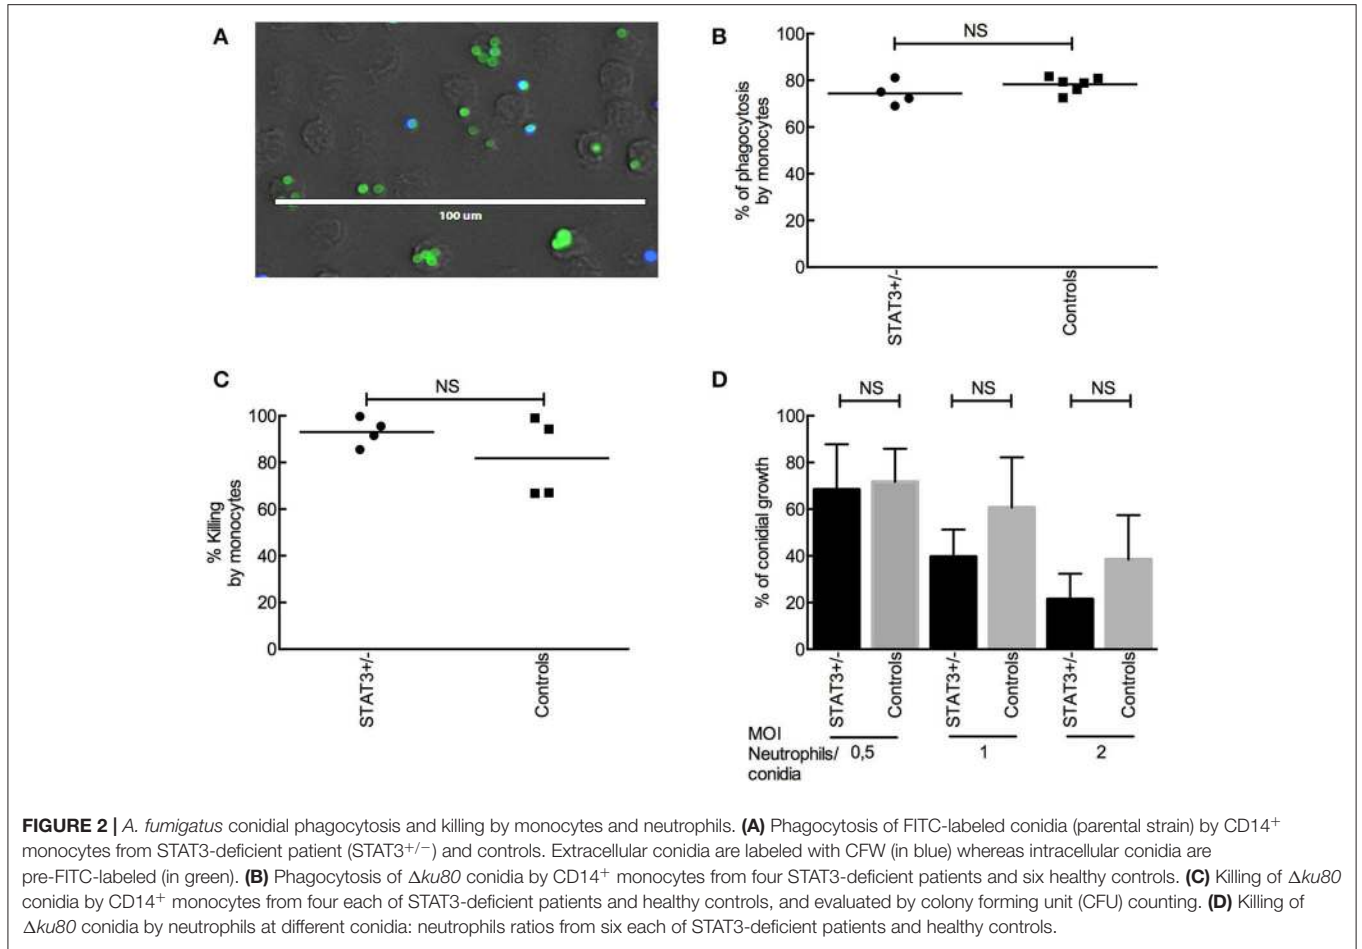 A
100 um
B
NS
100
80
60
40
20
0
% of phagocytosis
by monocytes
STAT3+/-
Controls
C
NS
100
80
60
40
20
0
% Killing
by monocytes
STAT3+/-
Controls
D
NS
NS
NS
100
80
60
40
20
0
% of conidial growth
STAT3+/-
Controls
STAT3+/-
Controls
STAT3+/-
Controls
MOI
Neutrophils/ 0,5 1 2
conidia
FIGURE 2 | A. fumigatus conidial phagocytosis and killing by monocytes and neutrophils. (A) Phagocytosis of FITC-labeled conidia (parental strain) by CD14⁺
monocytes from STAT3-deficient patient (STAT3⁺/⁻) and controls. Extracellular conidia are labeled with CFW (in blue) whereas intracellular conidia are
pre-FITC-labeled (in green). (B) Phagocytosis of Δku80 conidia by CD14⁺ monocytes from four STAT3-deficient patients and six healthy controls. (C) Killing of Δku80
conidia by CD14⁺ monocytes from four each of STAT3-deficient patients and healthy controls, and evaluated by colony forming unit (CFU) counting. (D) Killing of
Δku80 conidia by neutrophils at different conidia: neutrophils ratios from six each of STAT3-deficient patients and healthy controls.